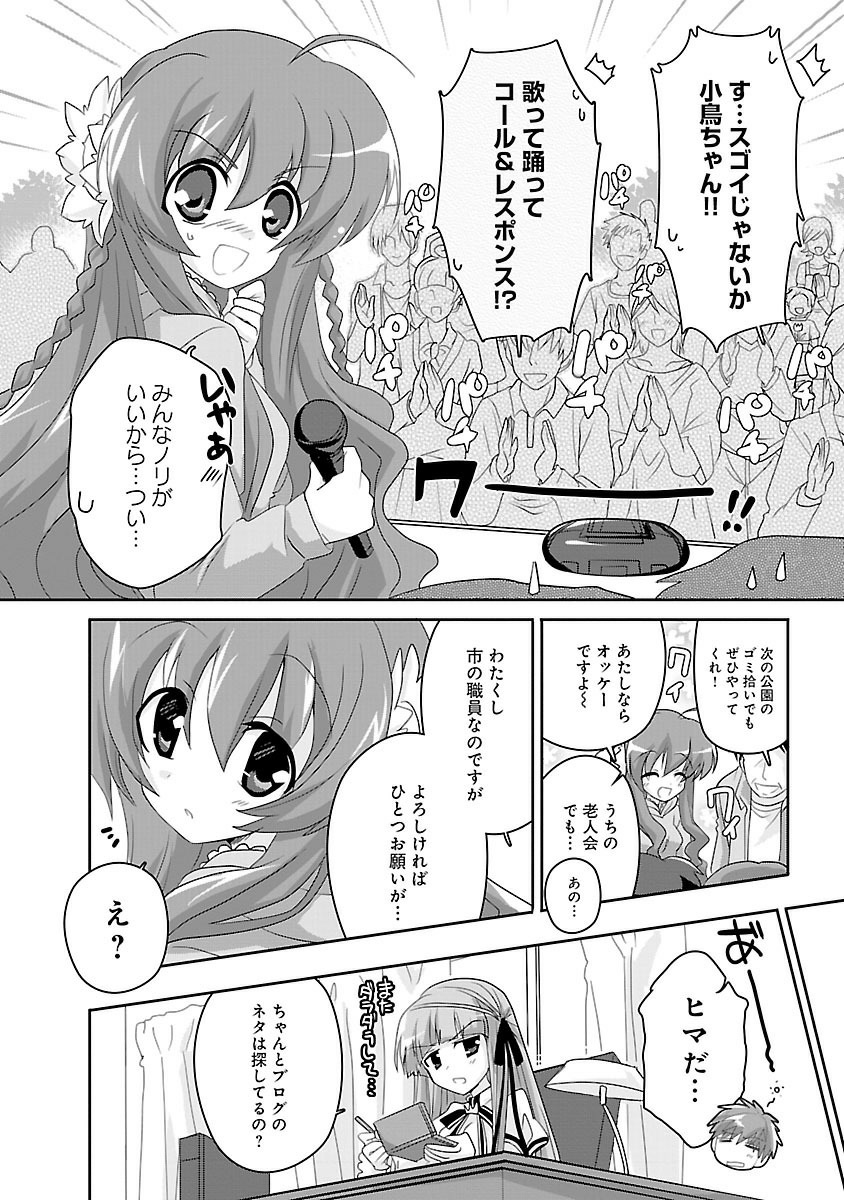 す…スゴイじゃないか
小鳥ちゃん!!
歌って踊って
コール&レスポンス!?
パチ
パチ
パチ
パチ
パチ
パチ
ワー
!!
いやぁ
みんなノリが
いいから…つい…
次の公園の
ゴミ拾いでも
ぜひやって
くれ!
ワイ
あたしなら
オッケー
ですよ〜
ワイ
うちの
老人会
でも…
あの…
わたくし
市の職員なのですが
よろしければ
ひとつお願いが…
え?
あ゛ー
ヒマだ…
また
ダラダラして…
ちゃんとブログの
ネタは探してるの?